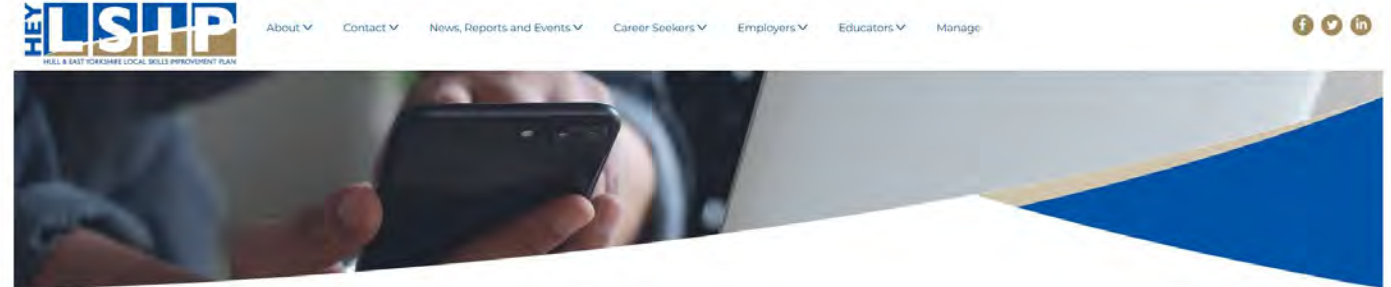 HEY LSIP
HULL & EAST YORKSHIRE LOCAL SKILLS IMPROVEMENT PLAN
About Contact News, Reports and Events Career Seekers Employers Educators Manage